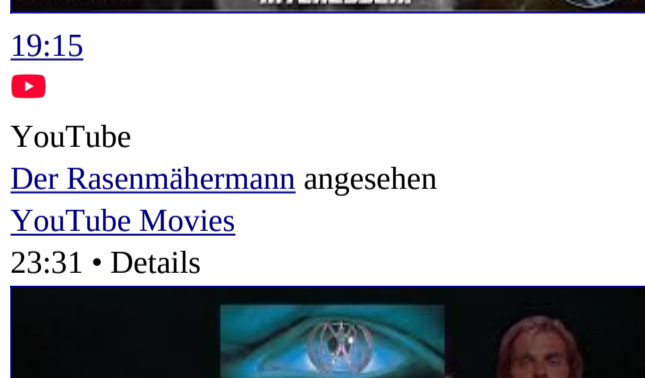 19:15
YouTube
Der Rasenmähermann angesehen
YouTube Movies
23:31 • Details